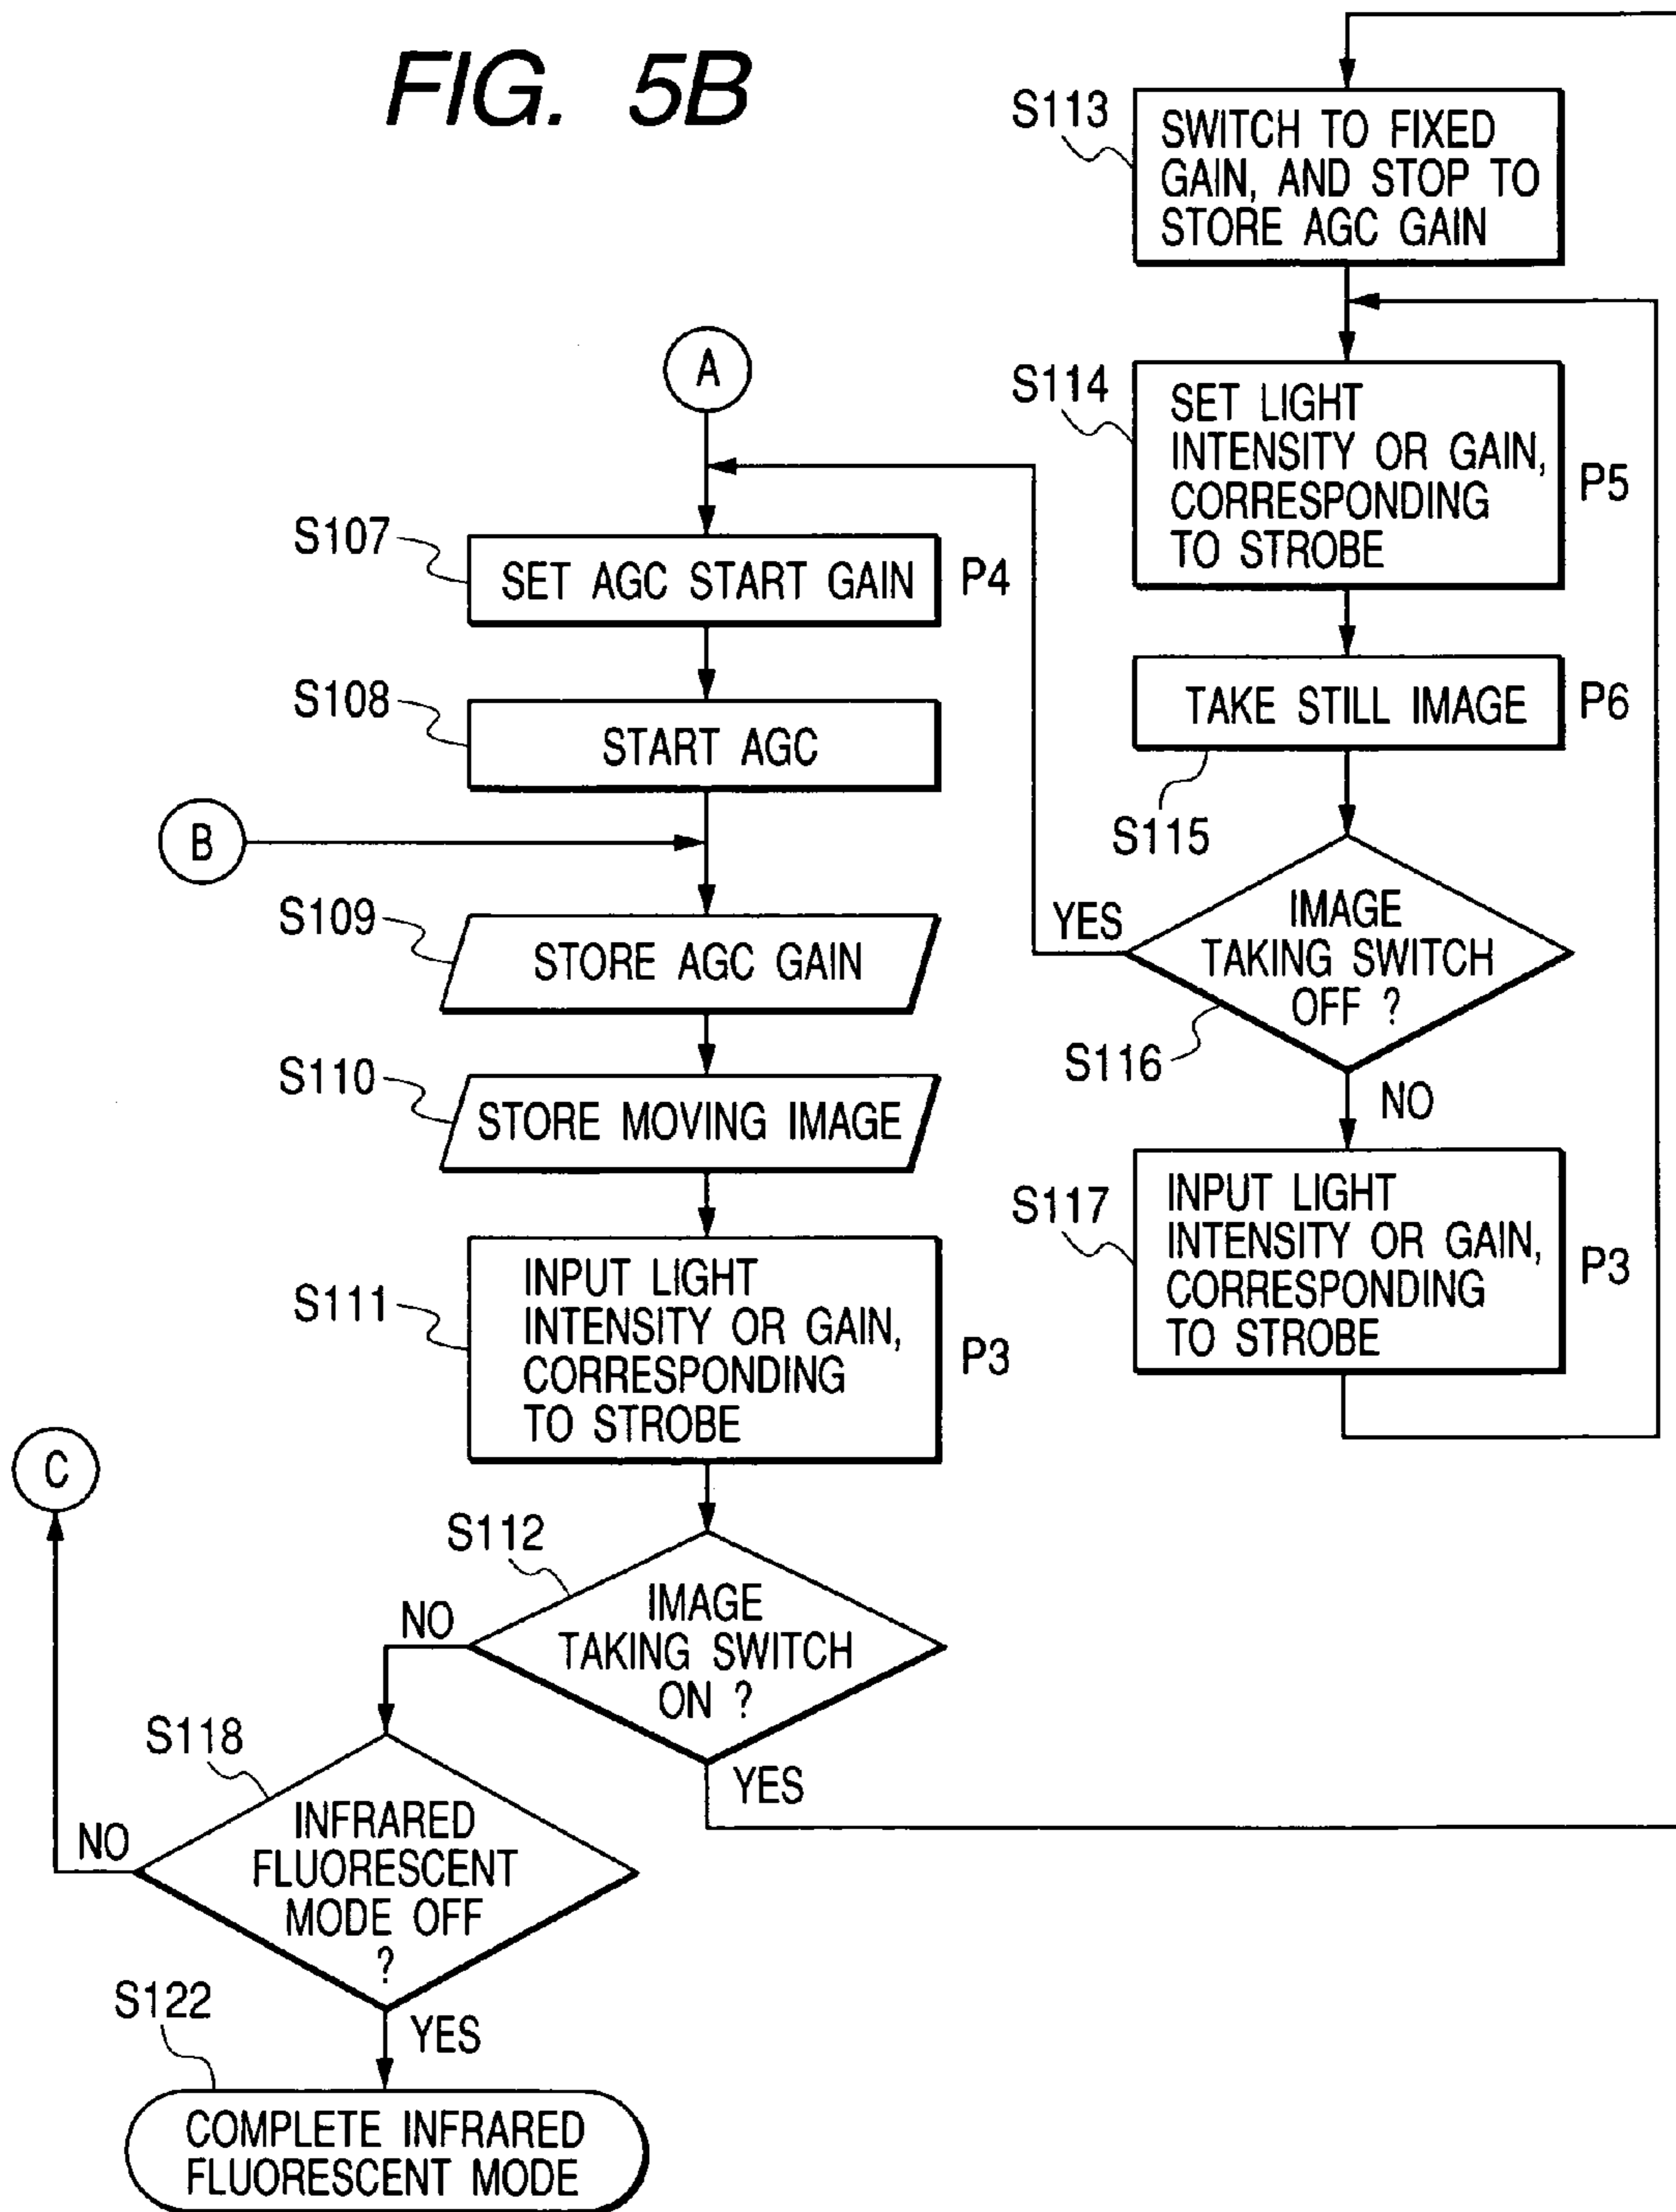 FIG. 5B
A
S107
SET AGC START GAIN
P4
S108
START AGC
B
S109
STORE AGC GAIN
S110
STORE MOVING IMAGE
S111
INPUT LIGHT
INTENSITY OR GAIN,
CORRESPONDING
TO STROBE
P3
C
S112
IMAGE
TAKING SWITCH
ON ?
NO
YES
S118
INFRARED
FLUORESCENT
MODE OFF
?
NO
YES
S122
COMPLETE INFRARED
FLUORESCENT MODE
S113
SWITCH TO FIXED
GAIN, AND STOP TO
STORE AGC GAIN
S114
SET LIGHT
INTENSITY OR GAIN,
CORRESPONDING
TO STROBE
P5
TAKE STILL IMAGE
P6
S115
IMAGE
TAKING SWITCH
OFF ?
YES
S116
NO
S117
INPUT LIGHT
INTENSITY OR GAIN,
CORRESPONDING
TO STROBE
P3